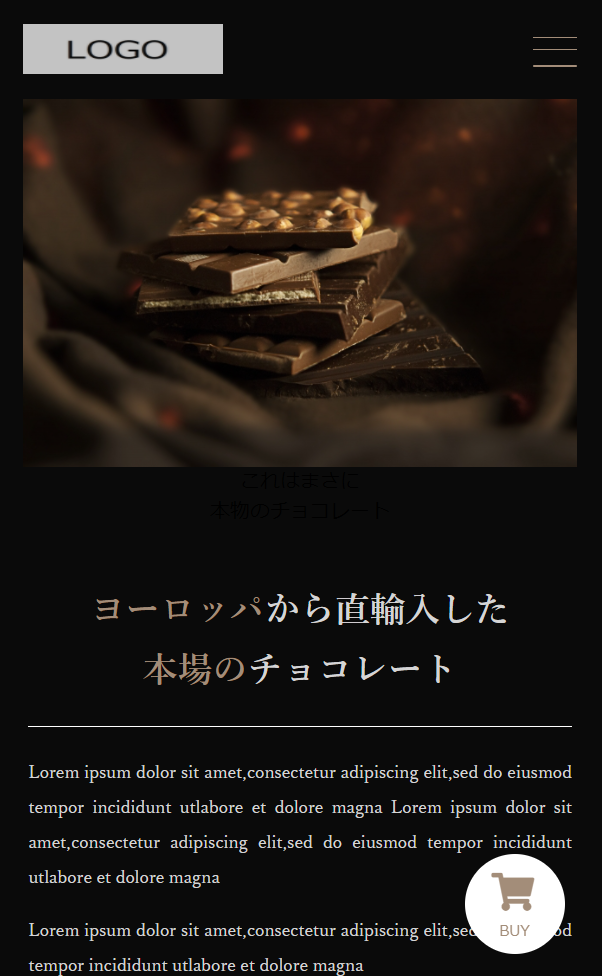 LOGO
これはまさに
本物のチョコレート
ヨーロッパから直輸入した
本場のチョコレート
Lorem ipsum dolor sit amet,consectetur adipiscing elit,sed do eiusmod
tempor incididunt utlabore et dolore magna Lorem ipsum dolor sit
amet,consectetur adipiscing elit,sed do eiusmod tempor incididunt
utlabore et dolore magna
Lorem ipsum dolor sit amet,consectetur adipiscing elit,sed
tempor incididunt utlabore et dolore magna
BUY